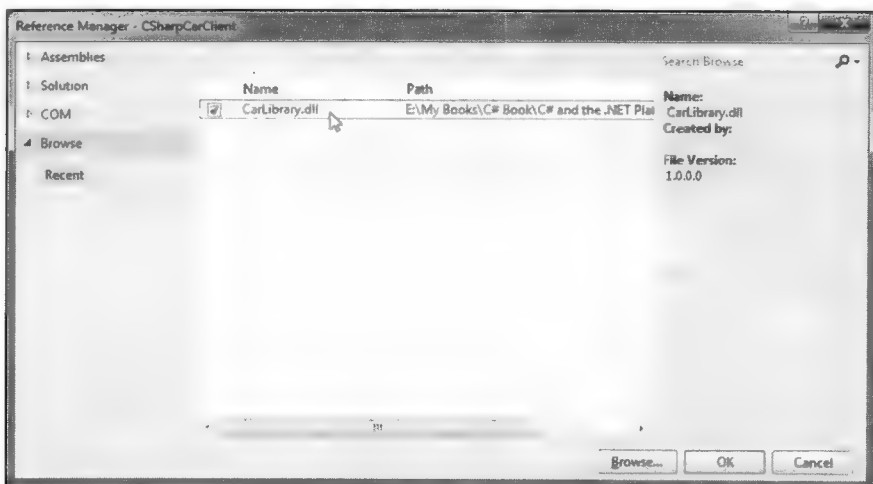 Reference Manager - CSharpCarClient
Assemblies
Solution
COM
Browse
Recent
Name Path
CarLibrary.dll E:\My Books\C# Book\C# and the .NET Plat
Search Browse
Name:
CarLibrary.dll
Created by:
File Version:
1.0.0.0
Browse...
OK
Cancel